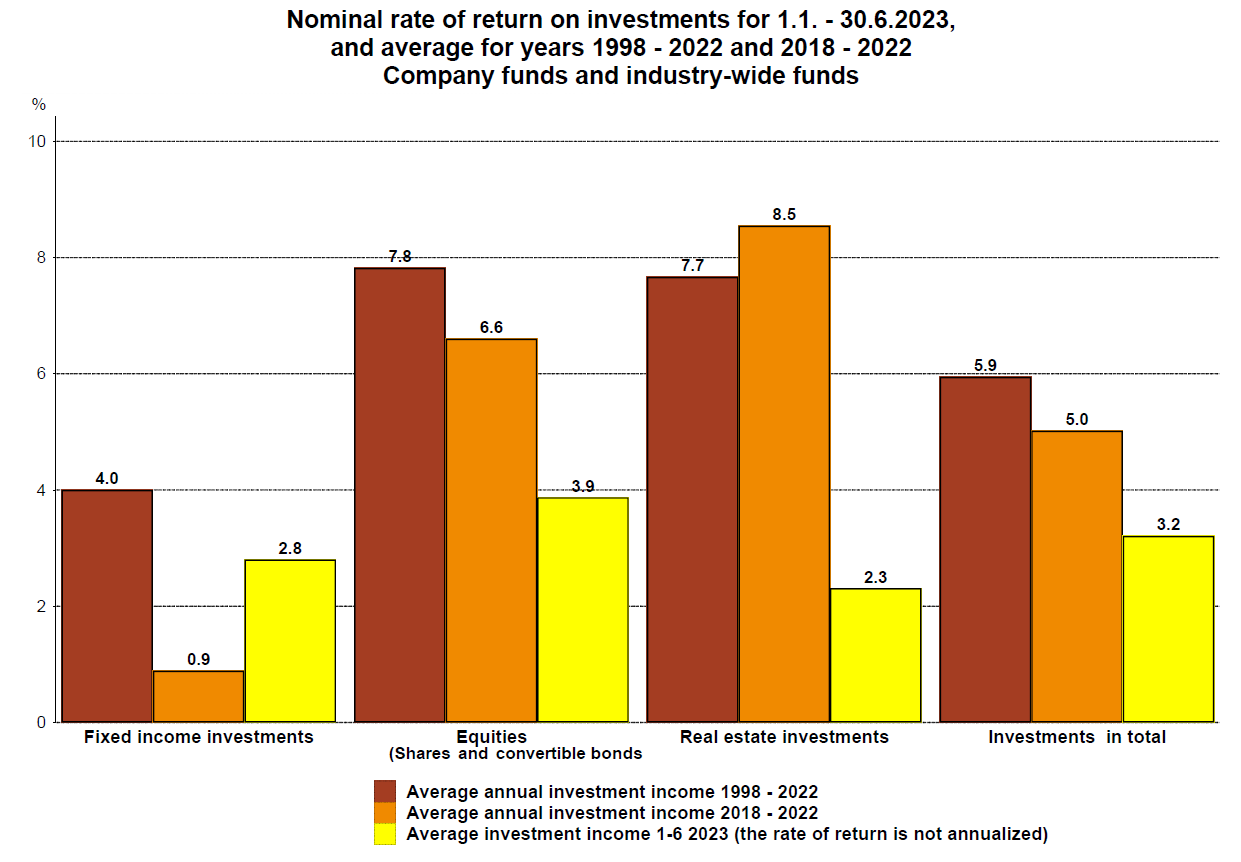 Nominal rate of return on investments for 1.1. - 30.6.2023,
and average for years 1998 - 2022 and 2018 - 2022
Company funds and industry-wide funds
%
10
8
6
4
2
0
4.0
0.9
2.8
7.8
6.6
3.9
7.7
8.5
2.3
5.9
5.0
3.2
Fixed income investments
Equities
(Shares and convertible bonds
Real estate investments
Investments in total
Average annual investment income 1998 - 2022
Average annual investment income 2018 - 2022
Average investment income 1-6 2023 (the rate of return is not annualized)